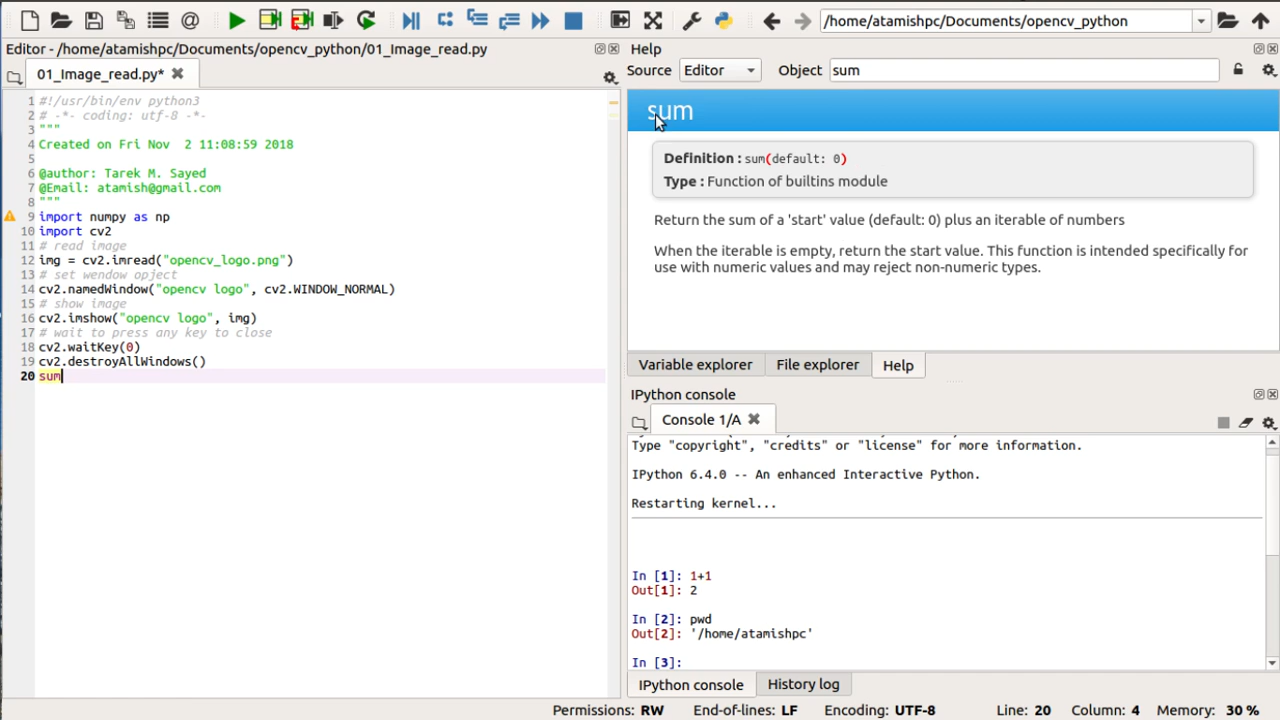 /home/atamishpc/Documents/opencv_python
Editor - /home/atamishpc/Documents/opencv_python/01_Image_read.py
01_Image_read.py*
1 #!/usr/bin/env python3
2 # -*- coding: utf-8 -*-
3 """
4 Created on Fri Nov  2 11:08:59 2018
5
6 @author: Tarek M. Sayed
7 @Email: atamish@gmail.com
8 """
9 import numpy as np
10 import cv2
11 # read image
12 img = cv2.imread("opencv_logo.png")
13 # set wendow opject
14 cv2.namedWindow("opencv logo", cv2.WINDOW_NORMAL)
15 # show image
16 cv2.imshow("opencv logo", img)
17 # wait to press any key to close
18 cv2.waitKey(0)
19 cv2.destroyAllWindows()
20 sum
Help
Source Editor Object sum
sum
Definition : sum(default: 0)
Type : Function of builtins module
Return the sum of a 'start' value (default: 0) plus an iterable of numbers
When the iterable is empty, return the start value. This function is intended specifically for
use with numeric values and may reject non-numeric types.
Variable explorer File explorer Help
IPython console
Console 1/A
Type "copyright", "credits" or "license" for more information.
IPython 6.4.0 -- An enhanced Interactive Python.
Restarting kernel...
In [1]: 1+1
Out[1]: 2
In [2]: pwd
Out[2]: '/home/atamishpc'
In [3]:
IPython console History log
Permissions: RW End-of-lines: LF Encoding: UTF-8 Line: 20 Column: 4 Memory: 30 %